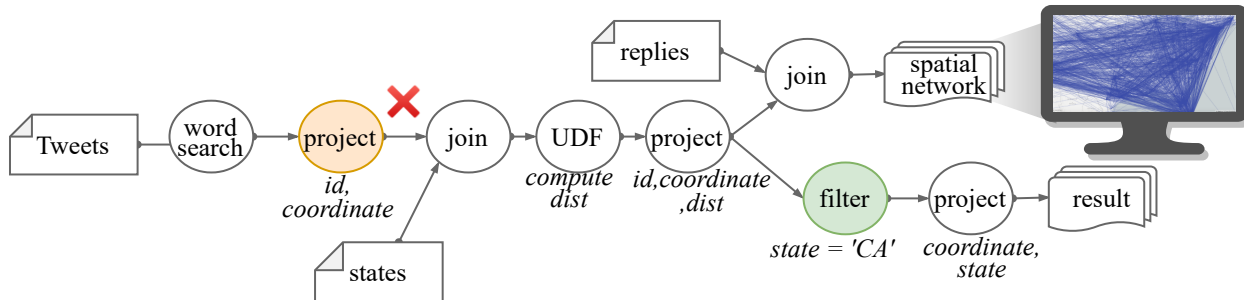 Tweets
word
search
project
id,
coordinate
join
states
UDF
compute
dist
project
id,coordinate
,dist
replies
join
spatial
network
filter
state = 'CA'
project
coordinate,
state
result